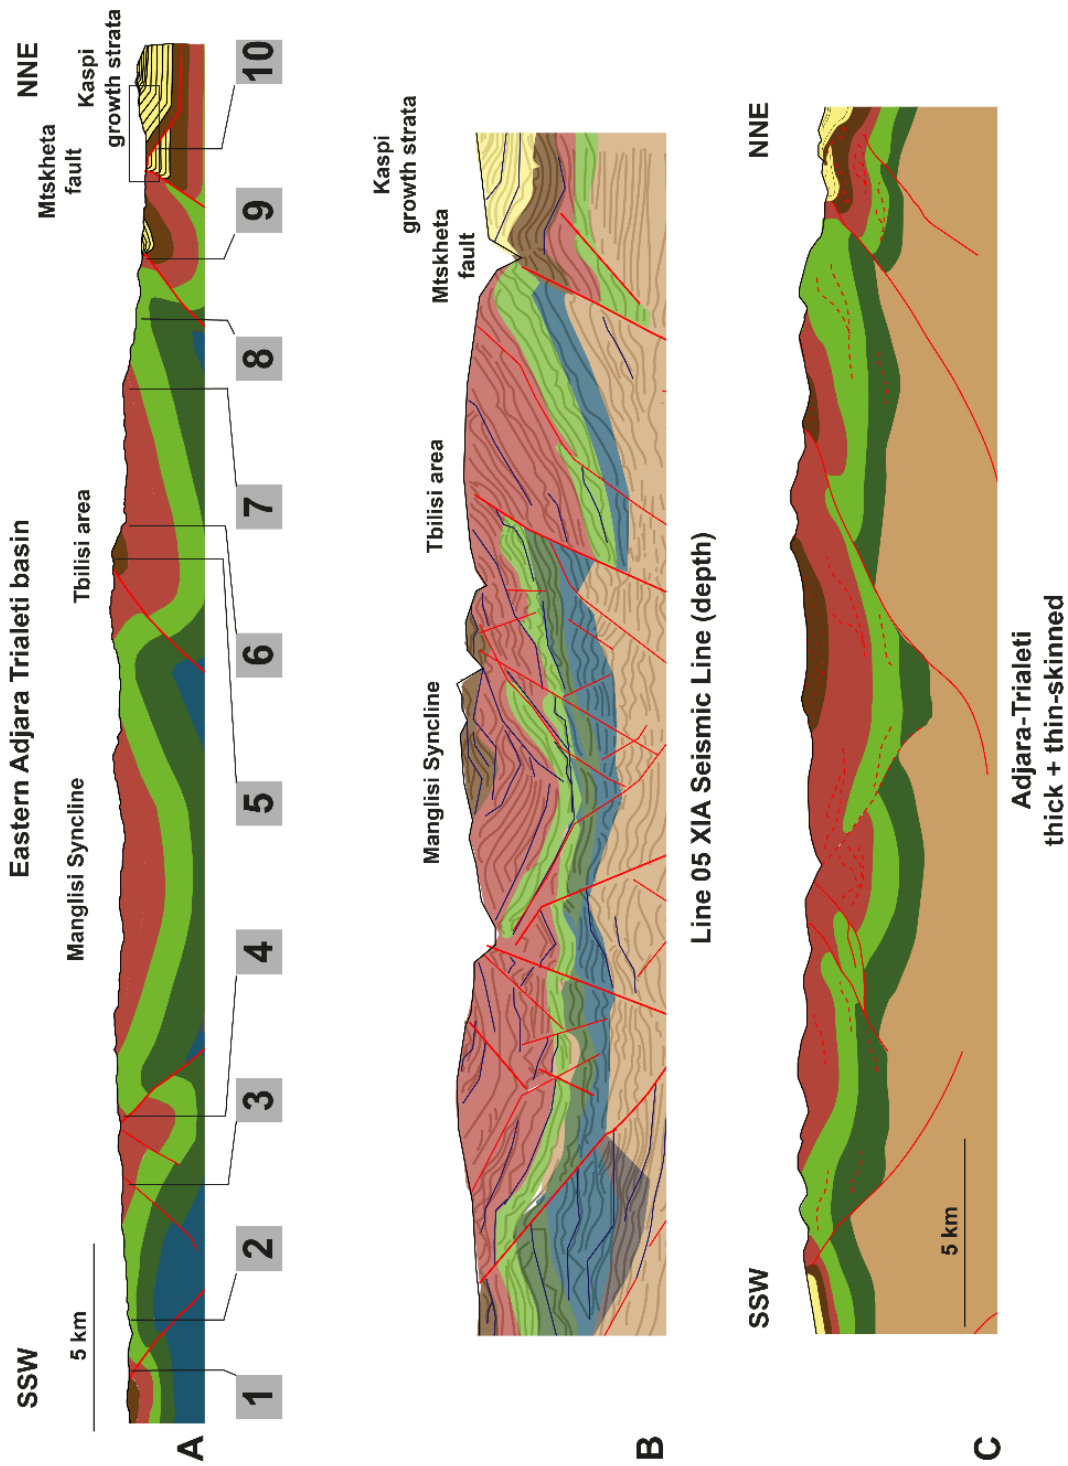 Eastern Adjara Trialeti basin
SSW
NNE
5 km
Manglisi Syncline
Tbilisi area
Mtskheta
fault
Kaspi
growth strata
1
2
3
4
5
6
7
8
9
10
A
Manglisi Syncline
Tbilisi area
Mtskheta
fault
Kaspi
growth strata
Line 05 XIA Seismic Line (depth)
B
SSW
NNE
5 km
Adjara-Trialeti
thick + thin-skinned
C